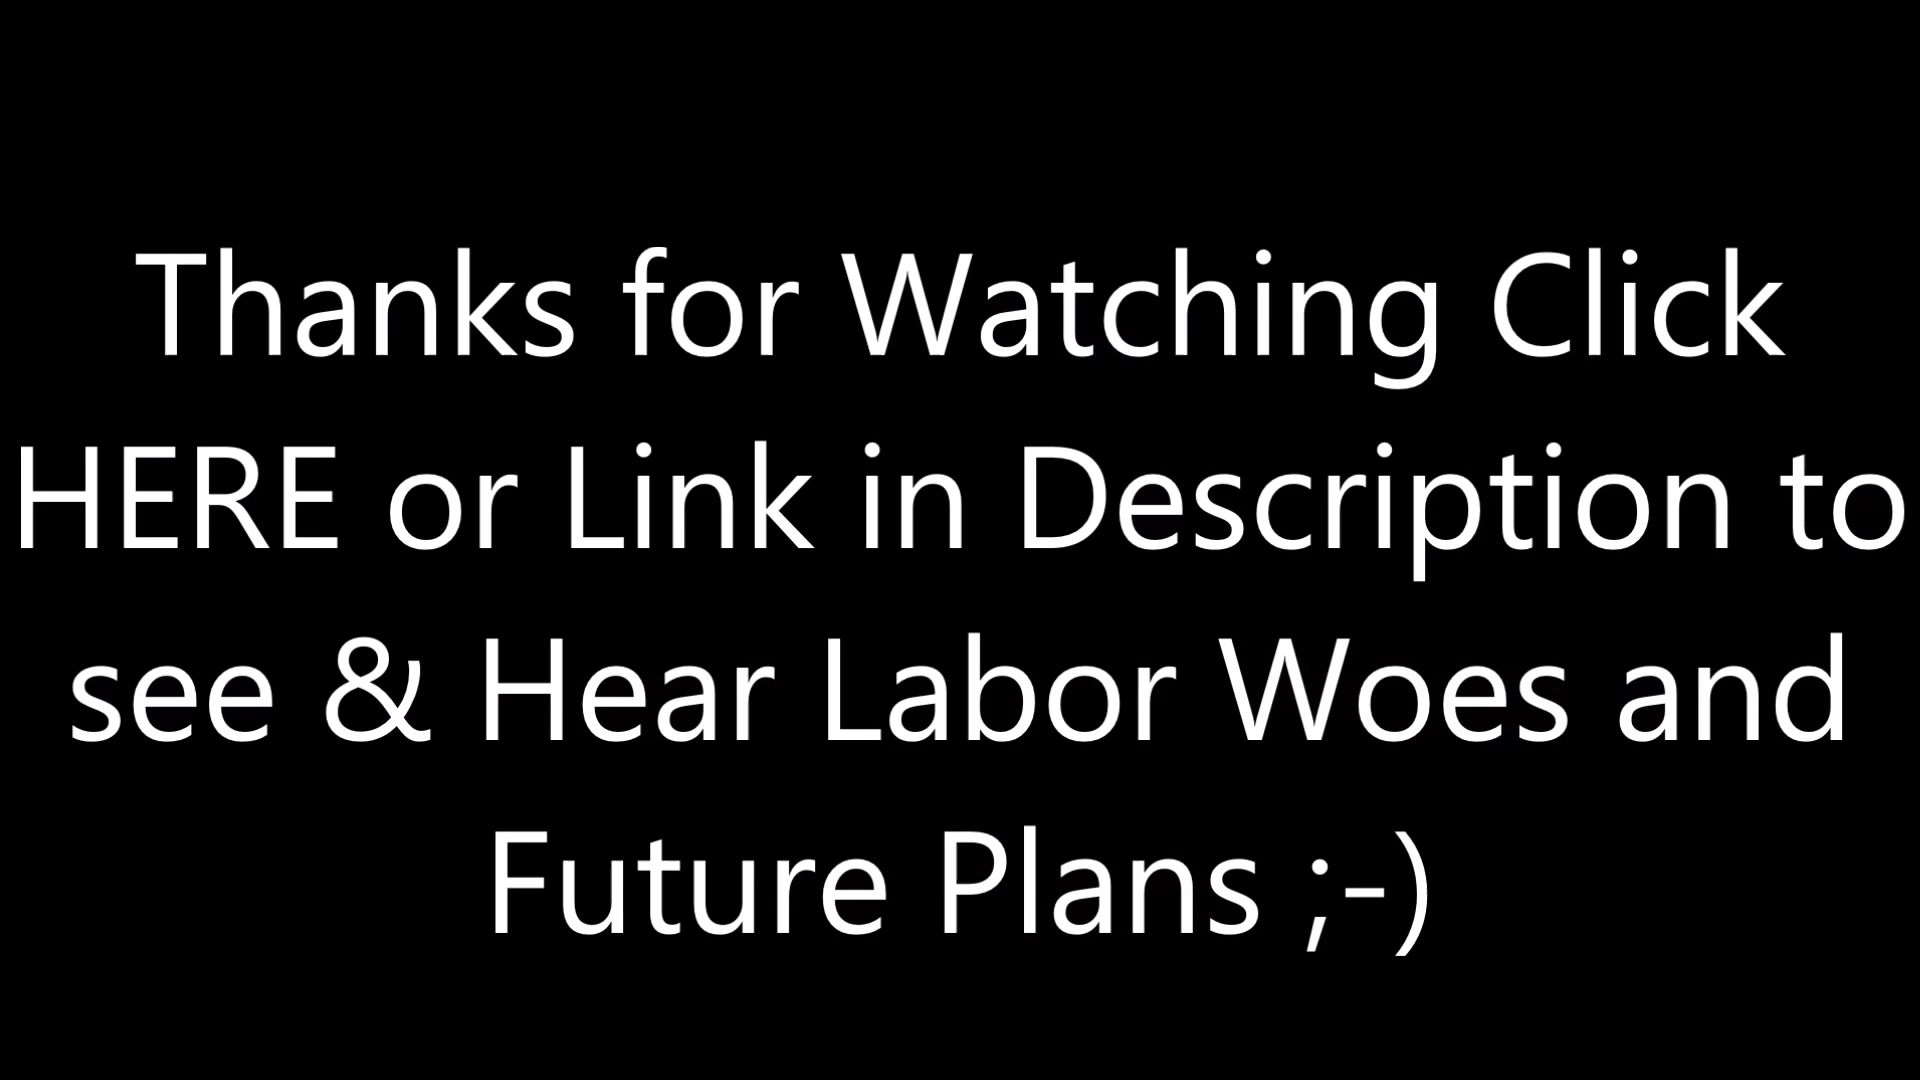 Thanks for Watching Click
HERE or Link in Description to
see & Hear Labor Woes and
Future Plans ;-)